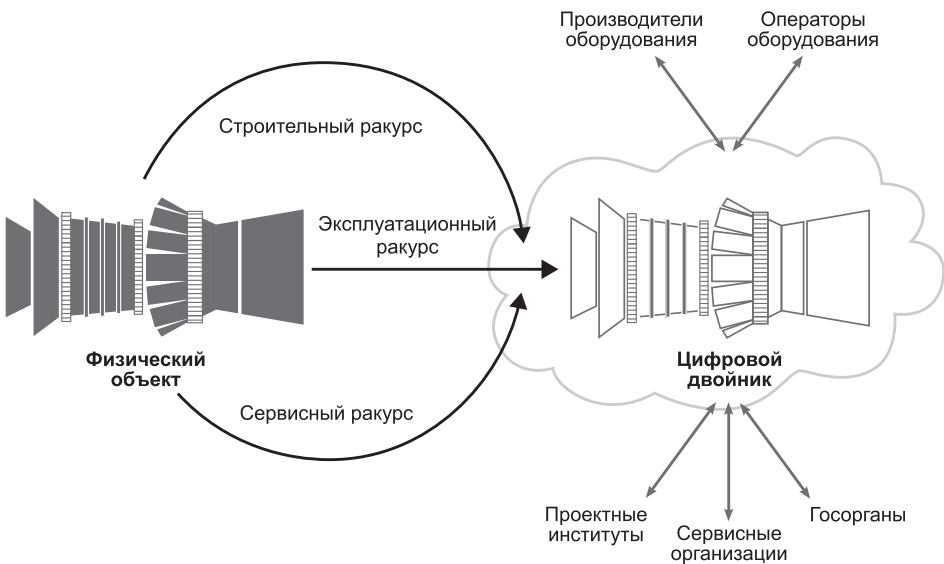 Производители
оборудования
Операторы
оборудования
Строительный ракурс
Эксплуатационный
ракурс
Физический
объект
Цифровой
двойник
Сервисный ракурс
Проектные
институты
Сервисные
организации
Госорганы